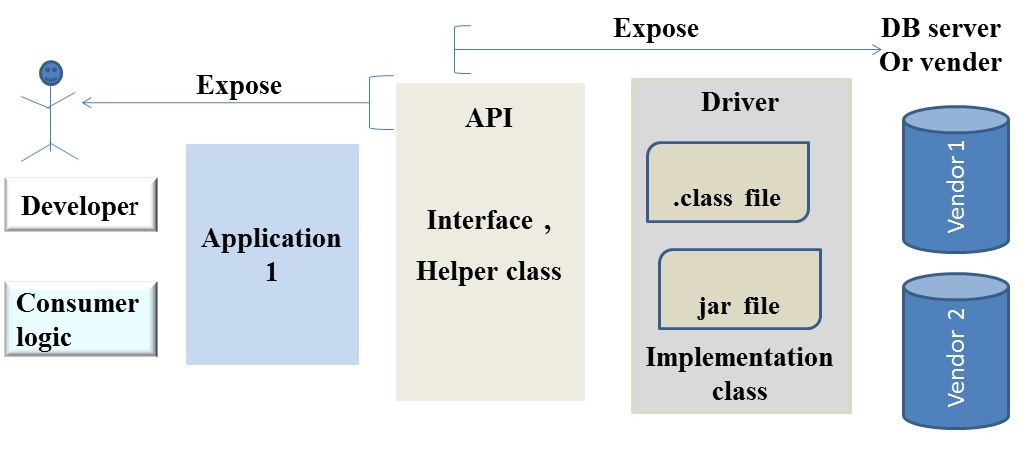 Expose
DB server
Or vender
Expose
Driver
API
.class file
Vendor 1
Developer
Application
1
Interface ,
Helper class
Consumer
logic
jar file
Implementation
class
Vendor 2